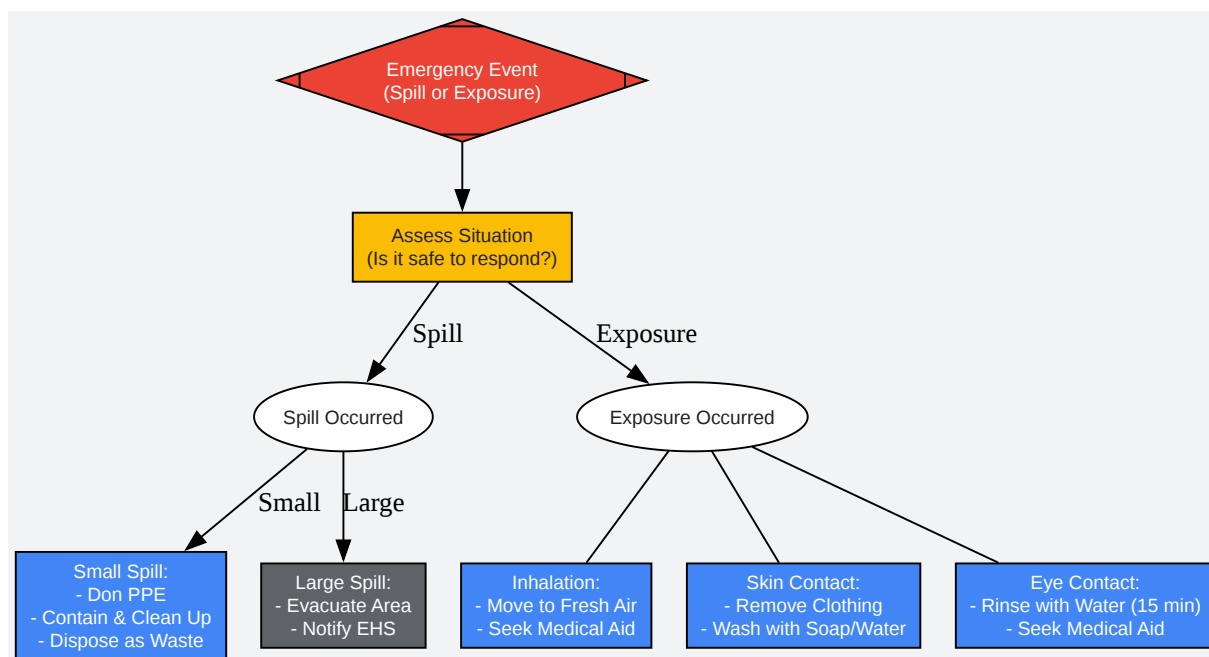 Emergency Event
(Spill or Exposure)
Assess Situation
(Is it safe to respond?)
Spill
Exposure
Spill Occurred
Exposure Occurred
Small
Large
Small Spill:
- Don PPE
- Contain & Clean Up
- Dispose as Waste
Large Spill:
- Evacuate Area
- Notify EHS
Inhalation:
- Move to Fresh Air
- Seek Medical Aid
Skin Contact:
- Remove Clothing
- Wash with Soap/Water
Eye Contact:
- Rinse with Water (15 min)
- Seek Medical Aid